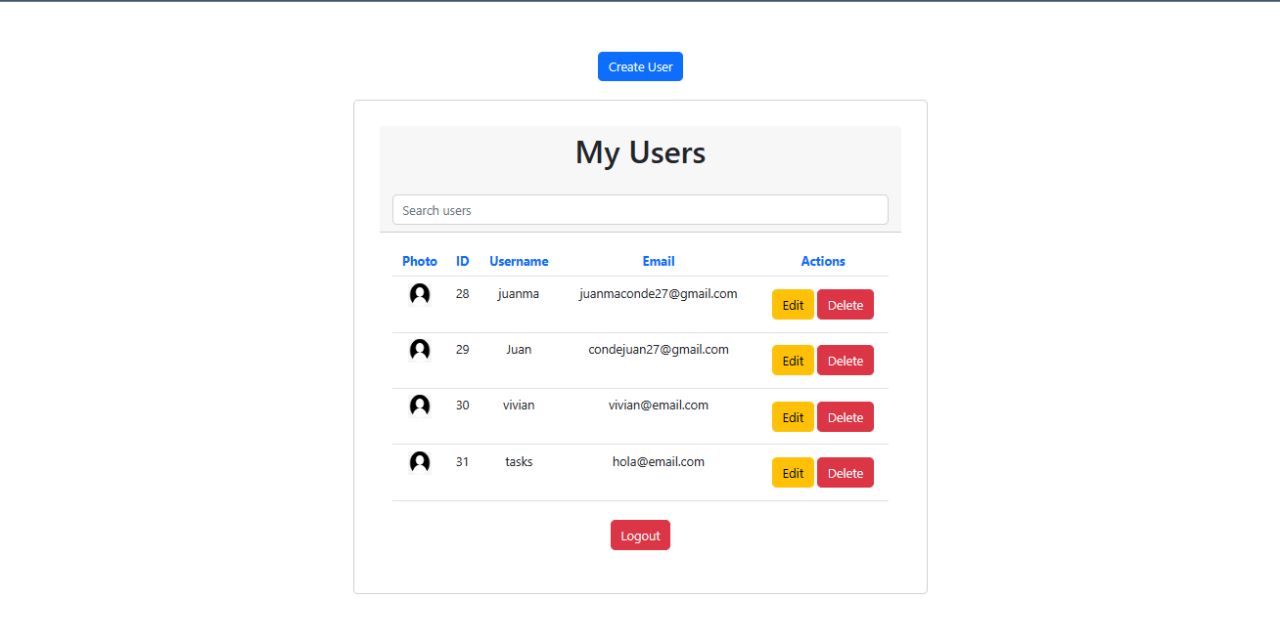 Create User
My Users
Search users
Photo ID Username Email Actions
28 juanma juanmaconde27@gmail.com Edit Delete
29 Juan condejuan27@gmail.com Edit Delete
30 vivian vivian@email.com Edit Delete
31 tasks hola@email.com Edit Delete
Logout